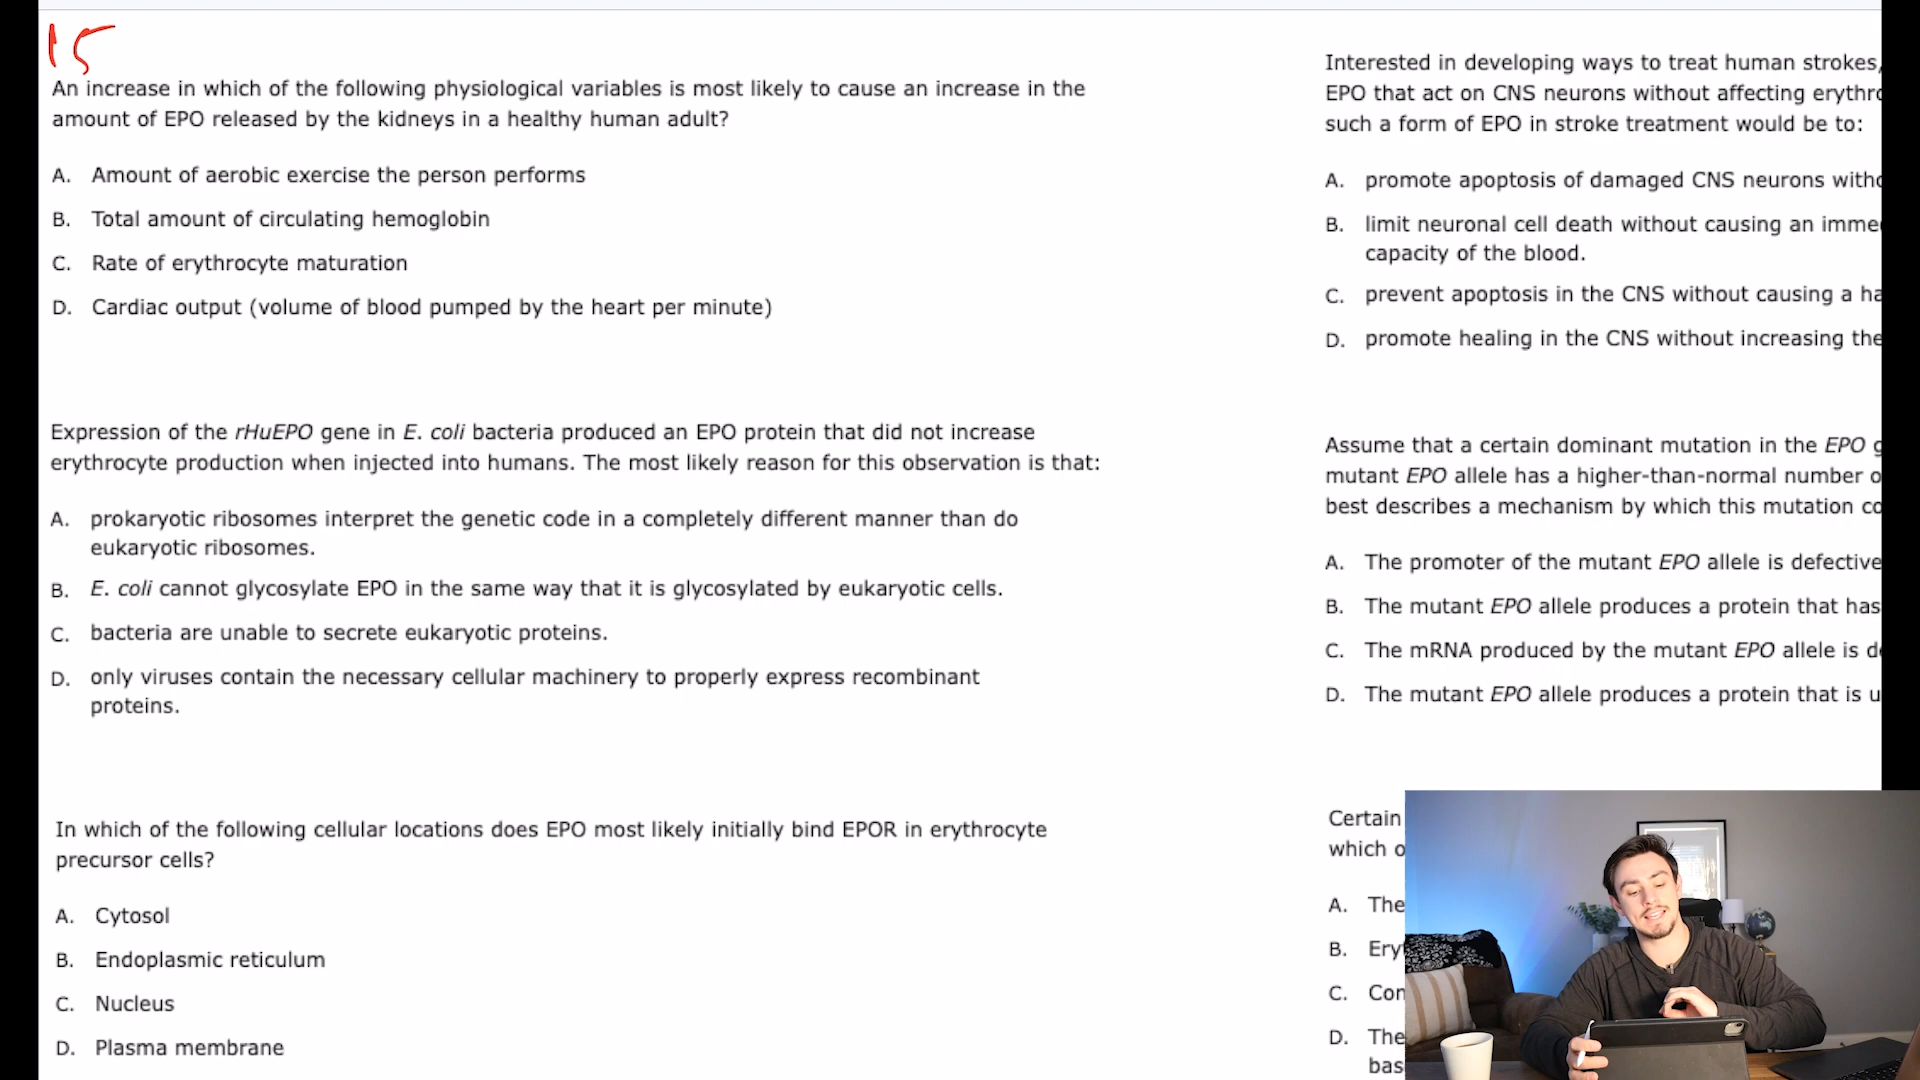 15
An increase in which of the following physiological variables is most likely to cause an increase in the
amount of EPO released by the kidneys in a healthy human adult?
A. Amount of aerobic exercise the person performs
B. Total amount of circulating hemoglobin
C. Rate of erythrocyte maturation
D. Cardiac output (volume of blood pumped by the heart per minute)
Expression of the rHuEPO gene in E. coli bacteria produced an EPO protein that did not increase
erythrocyte production when injected into humans. The most likely reason for this observation is that:
A. prokaryotic ribosomes interpret the genetic code in a completely different manner than do
eukaryotic ribosomes.
B. E. coli cannot glycosylate EPO in the same way that it is glycosylated by eukaryotic cells.
C. bacteria are unable to secrete eukaryotic proteins.
D. only viruses contain the necessary cellular machinery to properly express recombinant
proteins.
In which of the following cellular locations does EPO most likely initially bind EPOR in erythrocyte
precursor cells?
A. Cytosol
B. Endoplasmic reticulum
C. Nucleus
D. Plasma membrane
Interested in developing ways to treat human strokes,
EPO that act on CNS neurons without affecting
such a form of EPO in stroke treatment would be to:
A. promote apoptosis of damaged CNS neurons
B. limit neuronal cell death without causing an
capacity of the blood.
C. prevent apoptosis in the CNS without causing a
D. promote healing in the CNS without increasing the
Assume that a certain dominant mutation in the EPO
mutant EPO allele has a higher-than-normal number
best describes a mechanism by which this mutation
A. The promoter of the mutant EPO allele is defective
B. The mutant EPO allele produces a protein that has
C. The mRNA produced by the mutant EPO allele is
D. The mutant EPO allele produces a protein that is
Certain
which
A. The
B.
C.
D. The